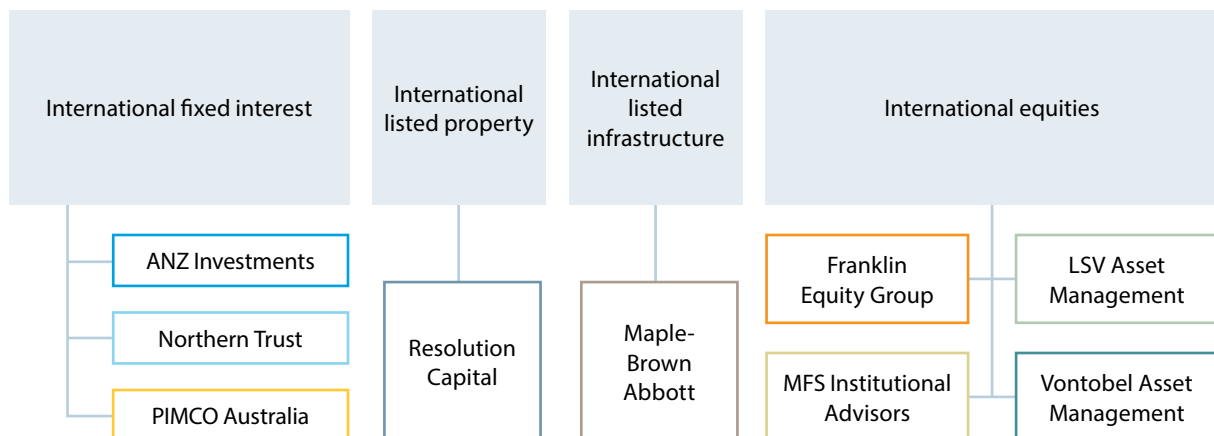 International fixed interest
International
listed property
International
listed
infrastructure
International equities
ANZ Investments
Northern Trust
PIMCO Australia
Resolution
Capital
Maple-
Brown
Abbott
Franklin
Equity Group
LSV Asset
Management
MFS Institutional
Advisors
Vontobel Asset
Management